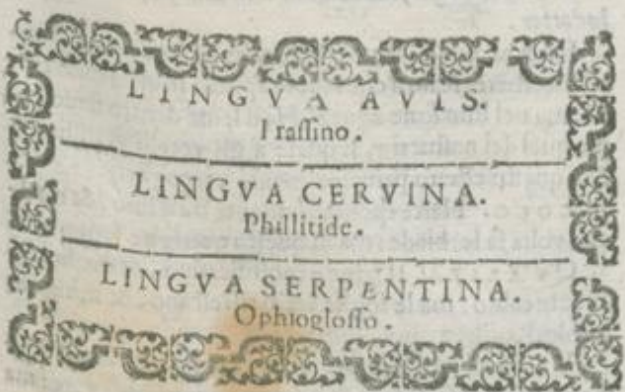 LINGVA AVIS.
Frassino.
LINGVA CERVINA.
Phillitide.
LINGVA SERPENTINA.
Ophioglosso.